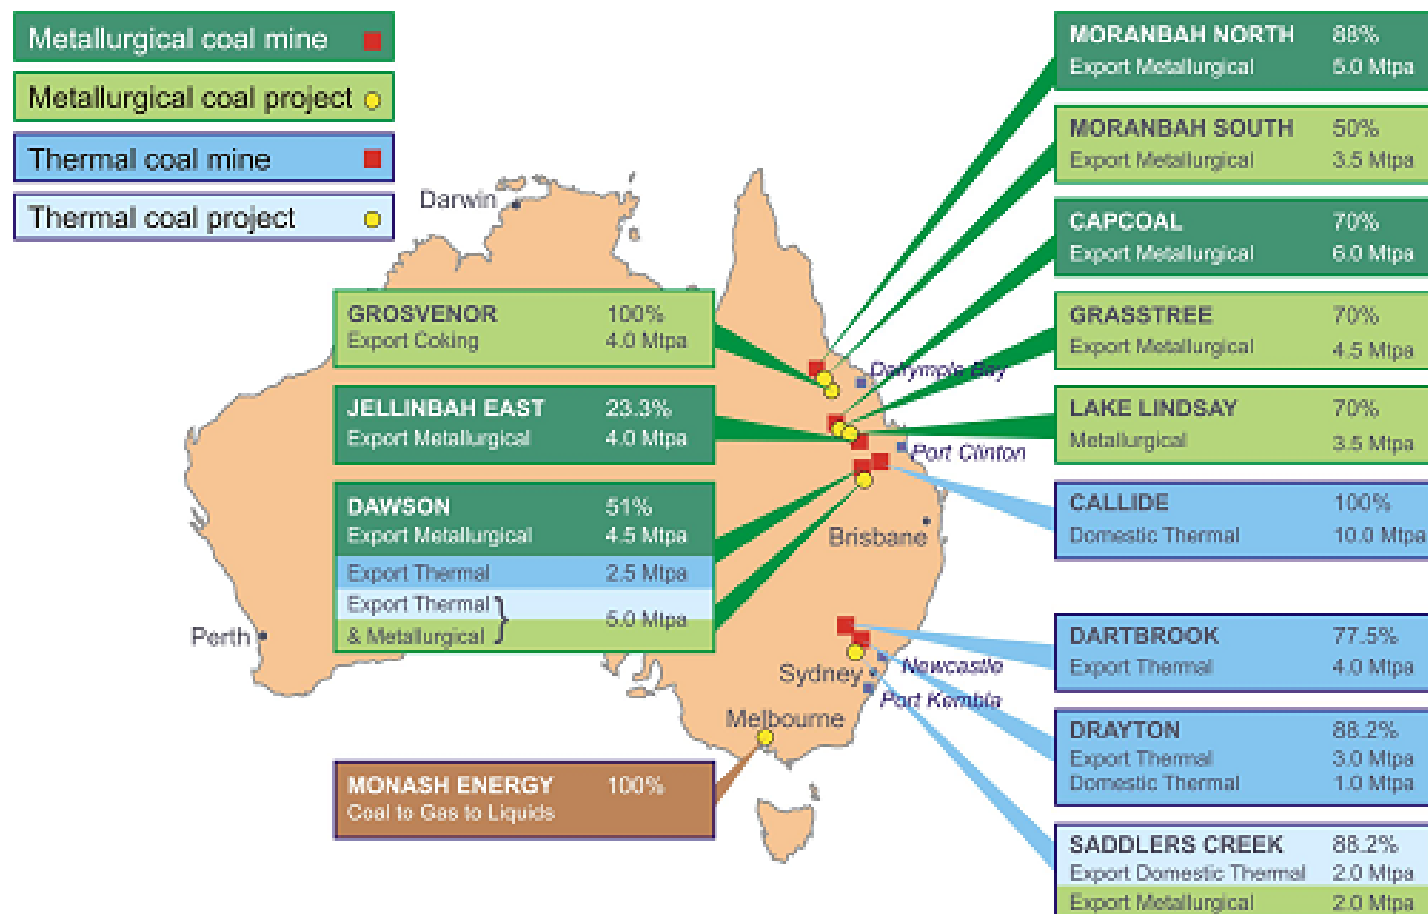 Metallurgical coal mine
Metallurgical coal project
Thermal coal mine
Thermal coal project
MORANBAH NORTH 88%
Export Metallurgical 5.0 Mtpa
MORANBAH SOUTH 50%
Export Metallurgical 3.5 Mtpa
CAPCOAL 70%
Export Metallurgical 6.0 Mtpa
GRASSTREE 70%
Export Metallurgical 4.5 Mtpa
LAKE LINDSAY 70%
Metallurgical 3.5 Mtpa
CALLIDE 100%
Domestic Thermal 10.0 Mtpa
DARTBROOK 77.5%
Export Thermal 4.0 Mtpa
DRAYTON 88.2%
Export Thermal 3.0 Mtpa
Domestic Thermal 1.0 Mtpa
SADDLERS CREEK 88.2%
Export Domestic Thermal 2.0 Mtpa
Export Metallurgical 2.0 Mtpa
GROSVENOR 100%
Export Coking 4.0 Mtpa
JELLINBAH EAST 23.3%
Export Metallurgical 4.0 Mtpa
DAWSON 51%
Export Metallurgical 4.5 Mtpa
Export Thermal 2.5 Mtpa
Export Thermal
& Metallurgical } 5.0 Mtpa
MONASH ENERGY 100%
Coal to Gas to Liquids
Darwin
Dalrymple Bay
Port Clinton
Brisbane
Perth
Newcastle
Sydney
Port Kembla
Melbourne